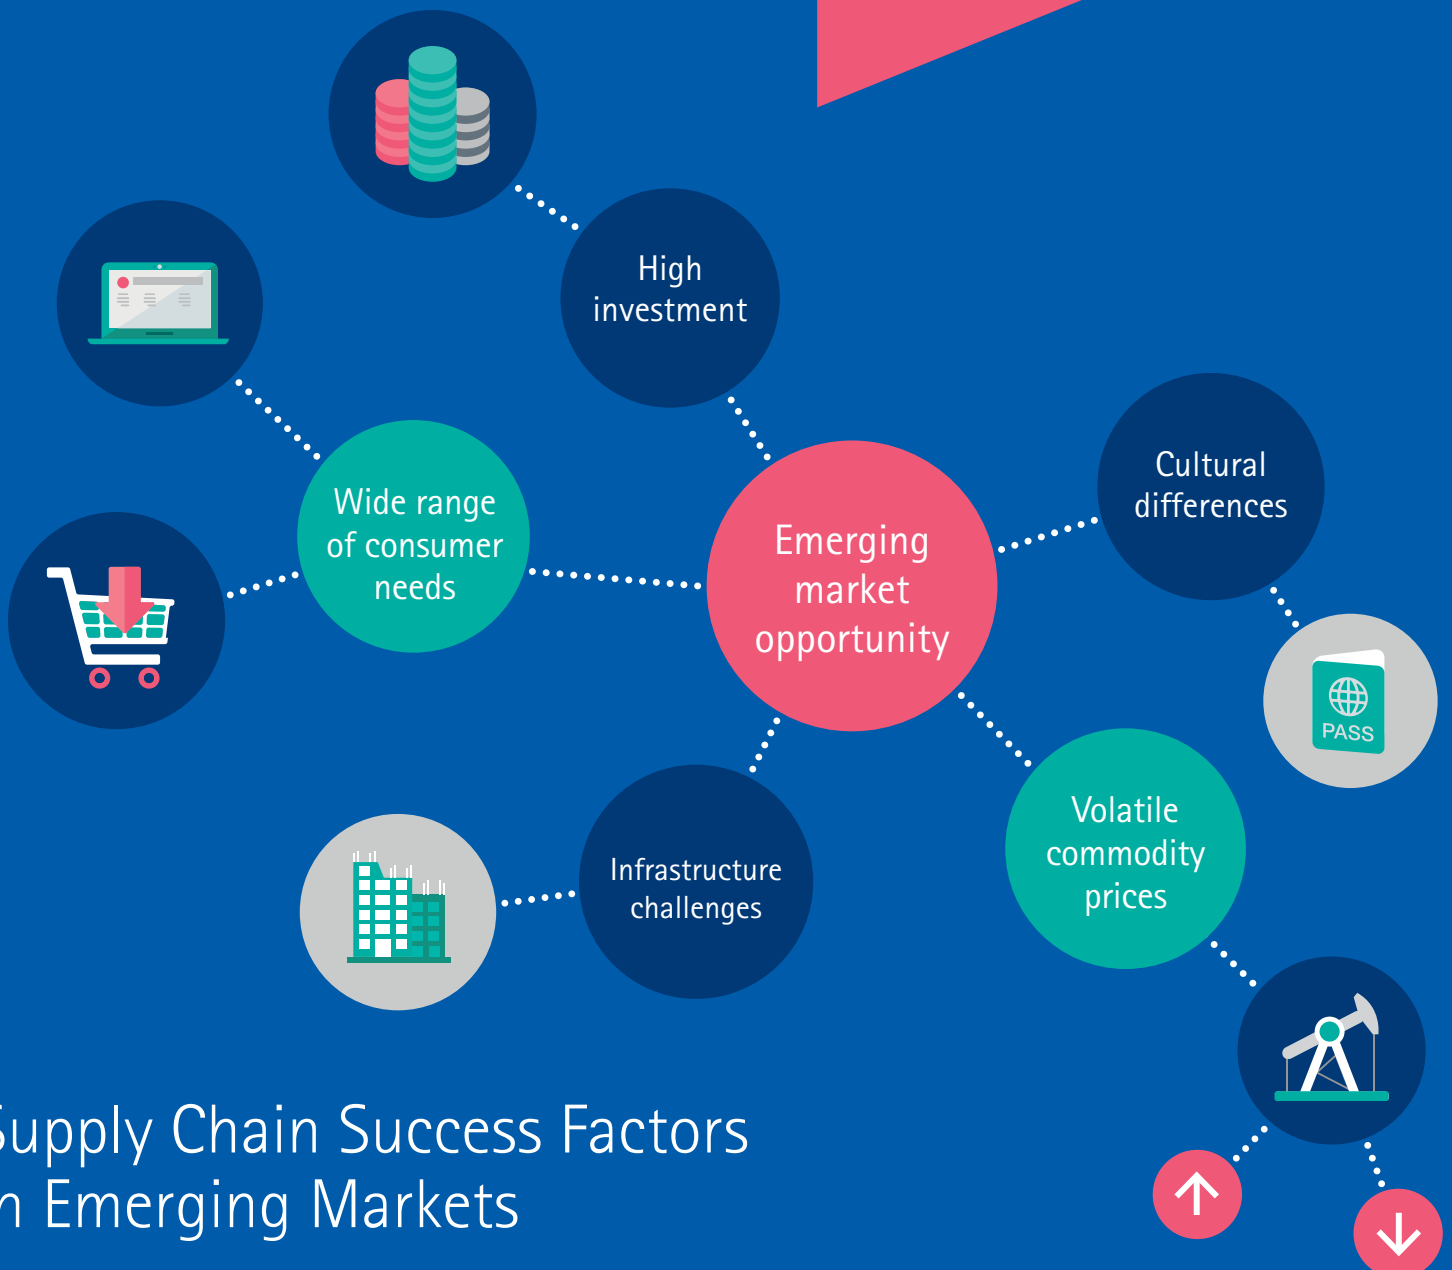 High
investment
Cultural
differences
Wide range
of consumer
needs
Emerging
market
opportunity
PASS
Volatile
commodity
prices
Infrastructure
challenges
Supply Chain Success Factors
n Emerging Markets